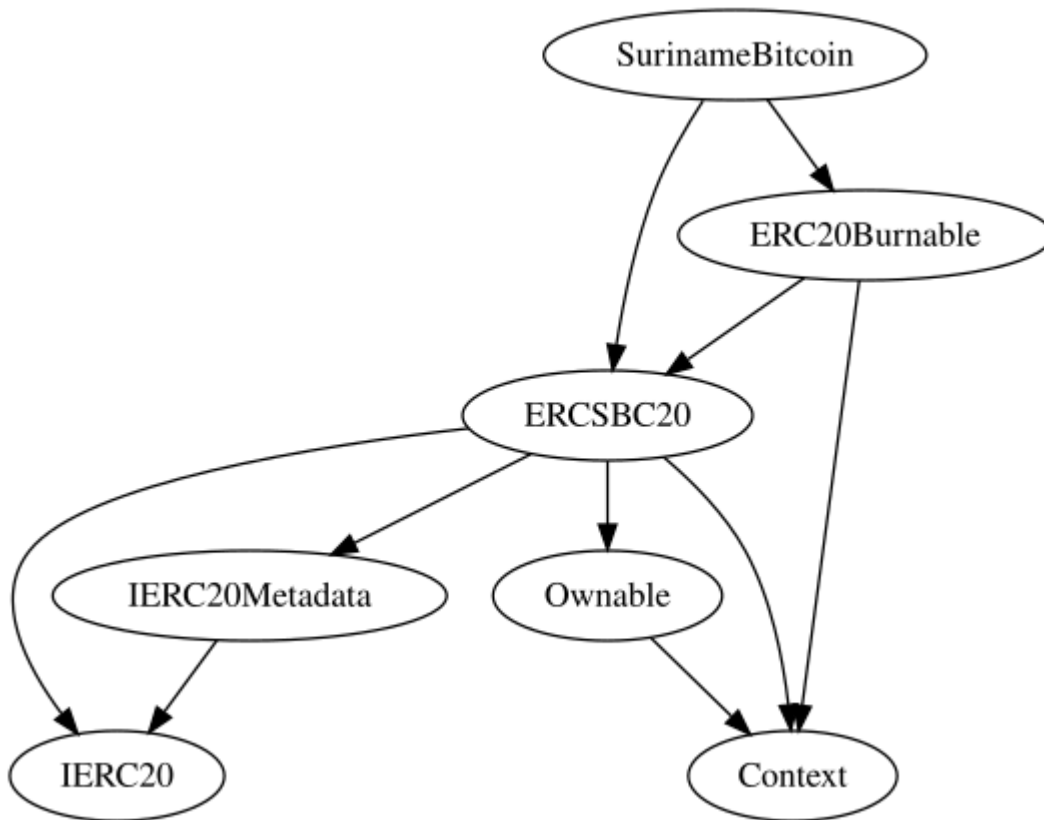 SurinameBitcoin
ERC20Burnable
ERCSBC20
IERC20Metadata
Ownable
IERC20
Context